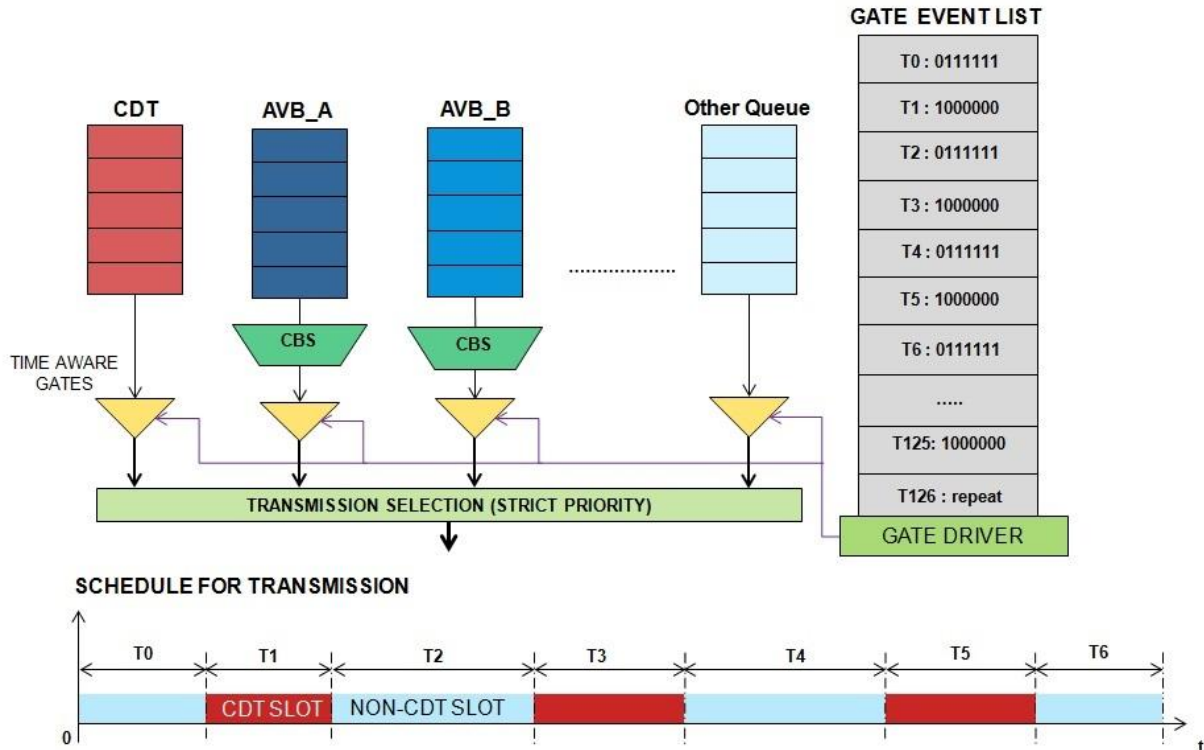 GATE EVENT LIST
T0 : 0111111
T1 : 1000000
T2 : 0111111
T3 : 1000000
T4 : 0111111
T5 : 1000000
T6 : 0111111
.....
T125: 1000000
T126 : repeat
GATE DRIVER
CDT
AVB_A
AVB_B
Other Queue
................
CBS
CBS
TIME AWARE
GATES
TRANSMISSION SELECTION (STRICT PRIORITY)
SCHEDULE FOR TRANSMISSION
T0
T1
T2
T3
T4
T5
T6
CDT SLOT
NON-CDT SLOT
0
t